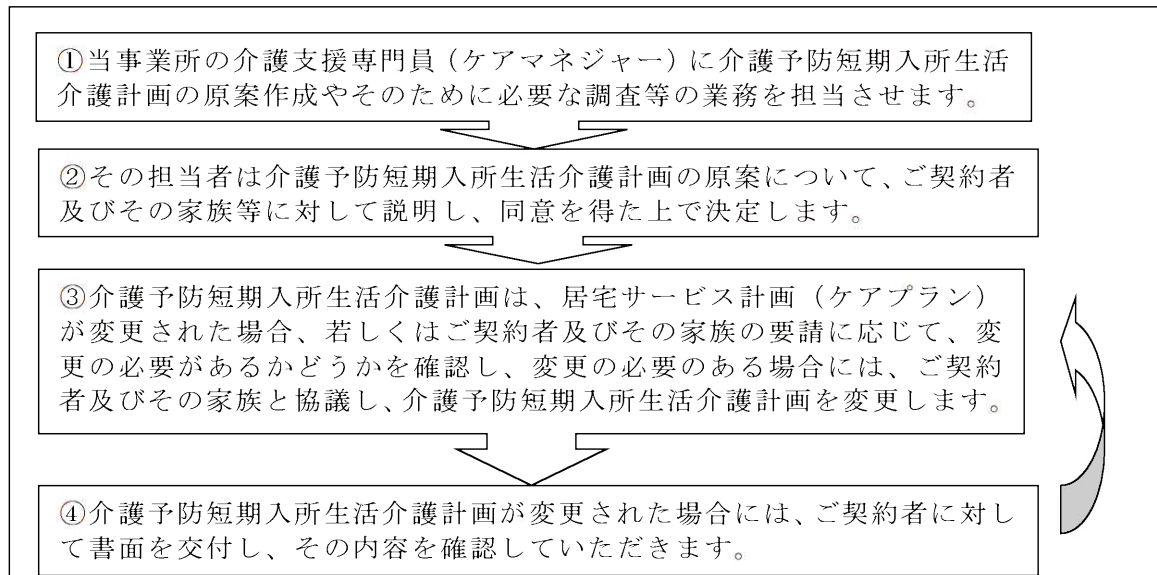 ①当事業所の介護支援専門員（ケアマネジャー）に介護予防短期入所生活
介護計画の原案作成やそのために必要な調査等の業務を担当させます。
②その担当者は介護予防短期入所生活介護計画の原案について、ご契約者
及びその家族等に対して説明し、同意を得た上で決定します。
③介護予防短期入所生活介護計画は、居宅サービス計画（ケアプラン）
が変更された場合、若しくはご契約者及びその家族の要請に応じて、変
更の必要があるかどうかを確認し、変更の必要のある場合には、ご契約
者及びその家族と協議し、介護予防短期入所生活介護計画を変更します。
④介護予防短期入所生活介護計画が変更された場合には、ご契約者に対し
て書面を交付し、その内容を確認していただきます。